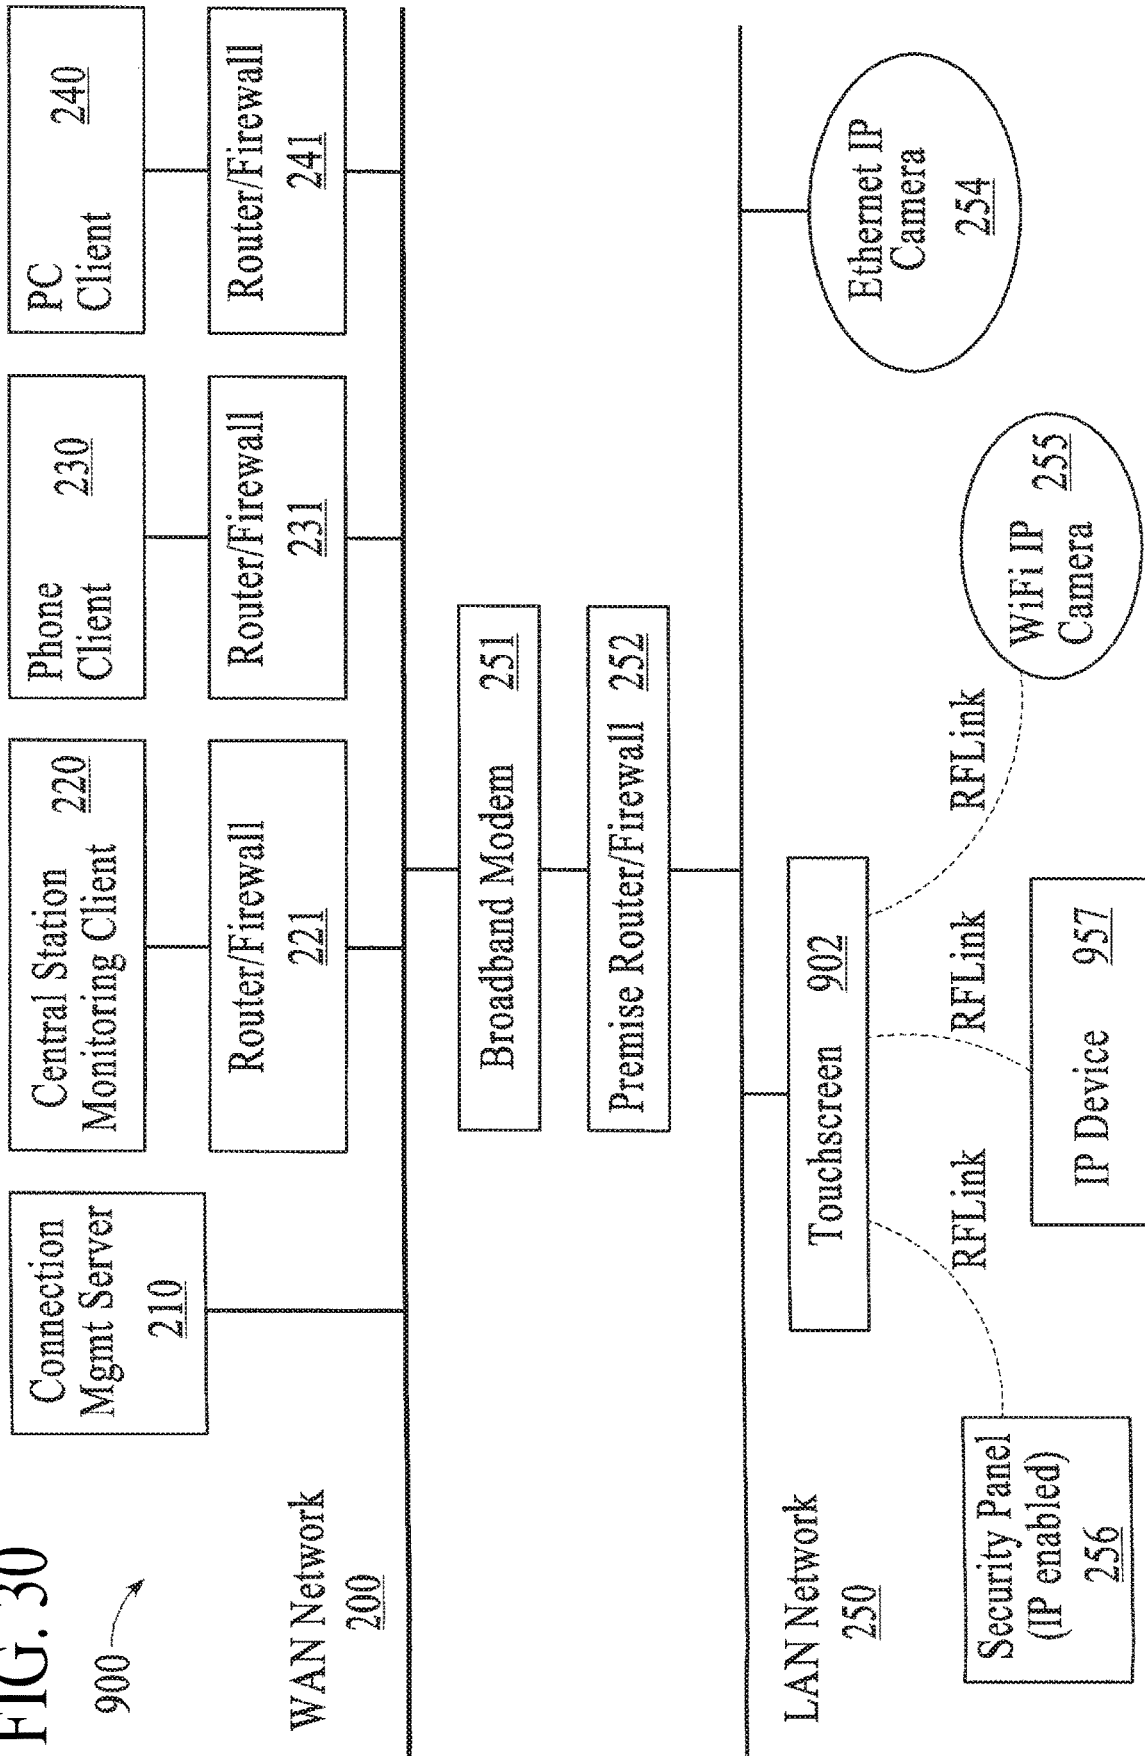 FIG. 30
900
Connection
Mgmt Server
210
Central Station
Monitoring Client
220
Phone
Client
230
PC
Client
240
Router/Firewall
221
Router/Firewall
231
Router/Firewall
241
WAN Network
200
Broadband Modem 251
Premise Router/Firewall 252
LAN Network
250
Touchscreen 902
Ethernet IP
Camera
254
RFLink
RFLink
RFLink
Security Panel
(IP enabled)
256
IP Device 957
WiFi IP
Camera
255